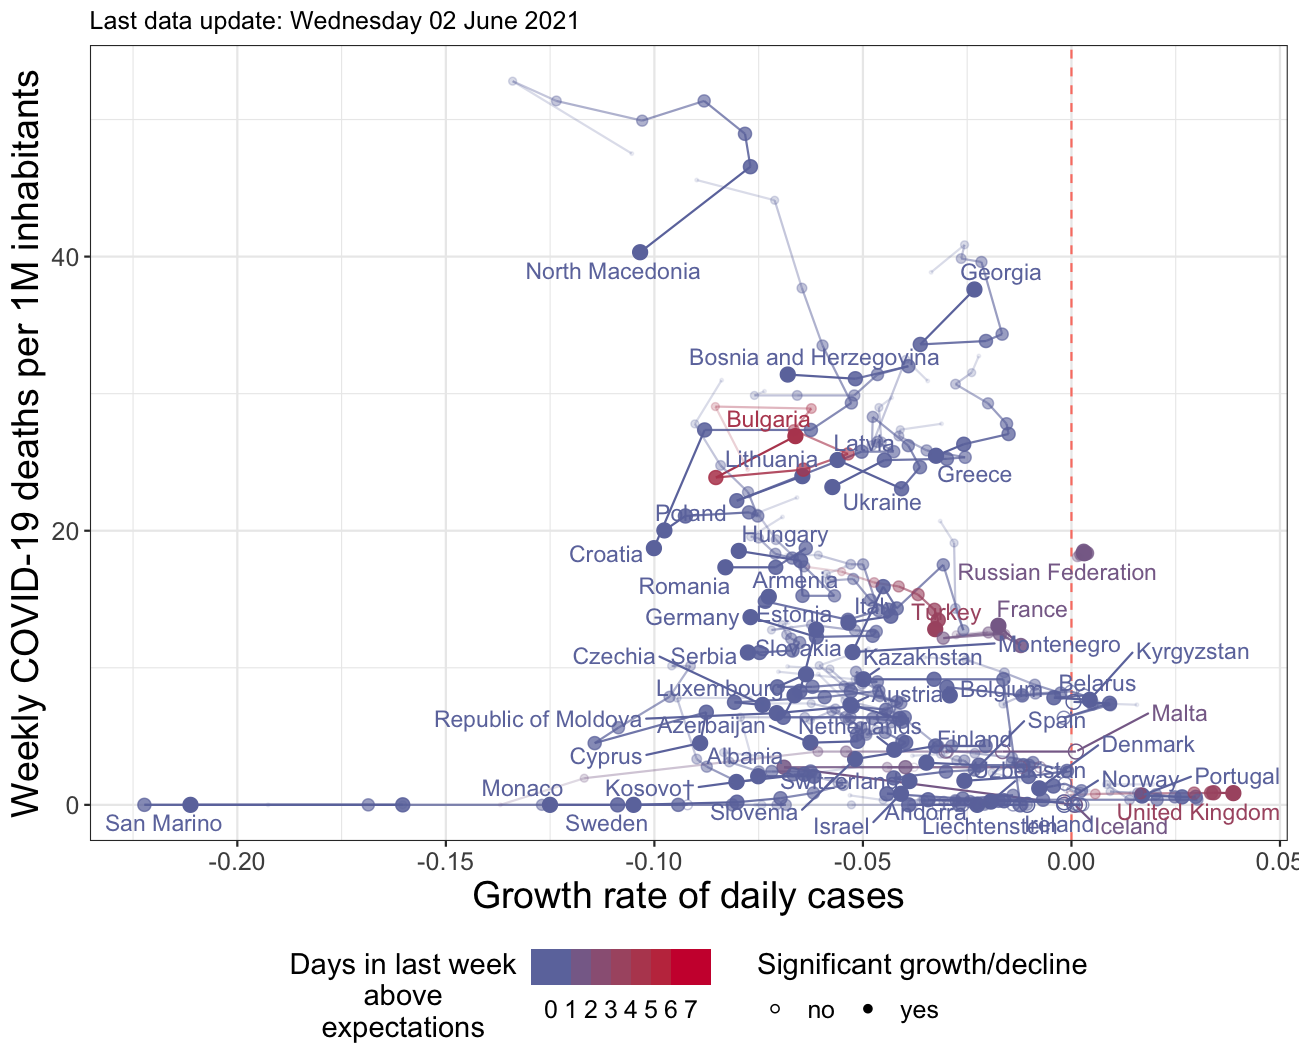 Last data update: Wednesday 02 June 2021
Weekly COVID-19 deaths per 1M inhabitants
40
20
0
North Macedonia
Georgia
Bosnia and Herzegovina
Bulgaria
Latvia
Lithuania
Greece
Ukraine
Poland
Hungary
Croatia
Russian Federation
Romania
Armenia
Germany
Estonia
Italy
Turkey
France
Slovakia
Montenegro
Czechia
Serbia
Kazakhstan
Kyrgyzstan
Luxembourg
Austria
Belgium
Belarus
Republic of Moldova
Azerbaijan
Netherlands
Spain
Malta
Finland
Denmark
Cyprus
Albania
Monaco
Kosovo†
Switzerland
Uzbekistan
Norway
Portugal
San Marino
Sweden
Slovenia
Israel
Andorra
Liechtenstein
Ireland
Iceland
United Kingdom
-0.20 -0.15 -0.10 -0.05 0.00 0.05
Growth rate of daily cases
Days in last week
above
expectations
0 1 2 3 4 5 6 7
Significant growth/decline
no yes